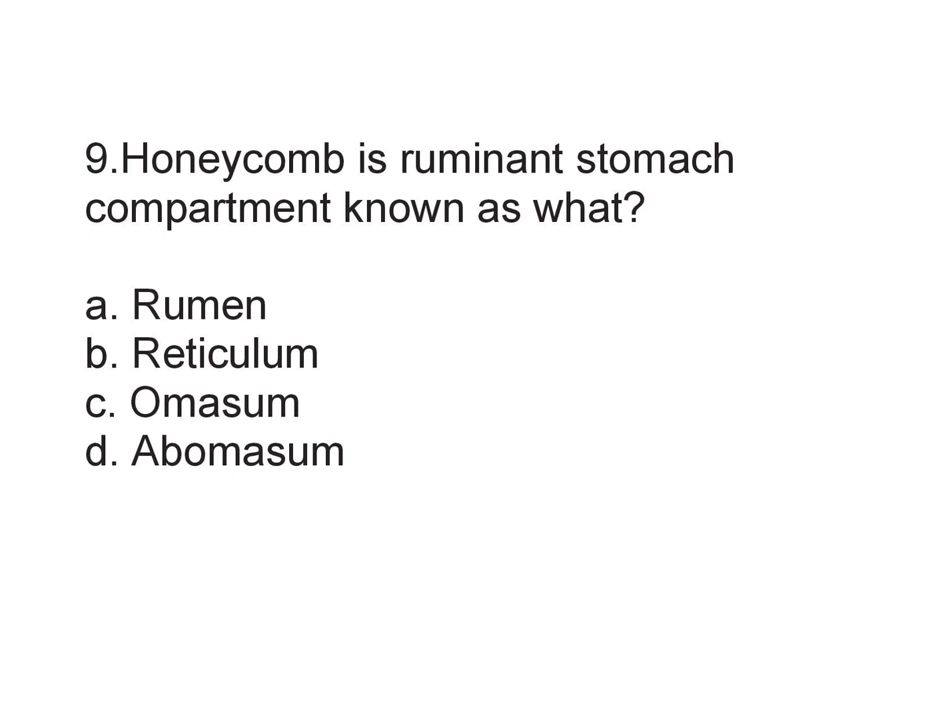 9.Honeycomb is ruminant stomach
compartment known as what?
a. Rumen
b. Reticulum
c. Omasum
d. Abomasum